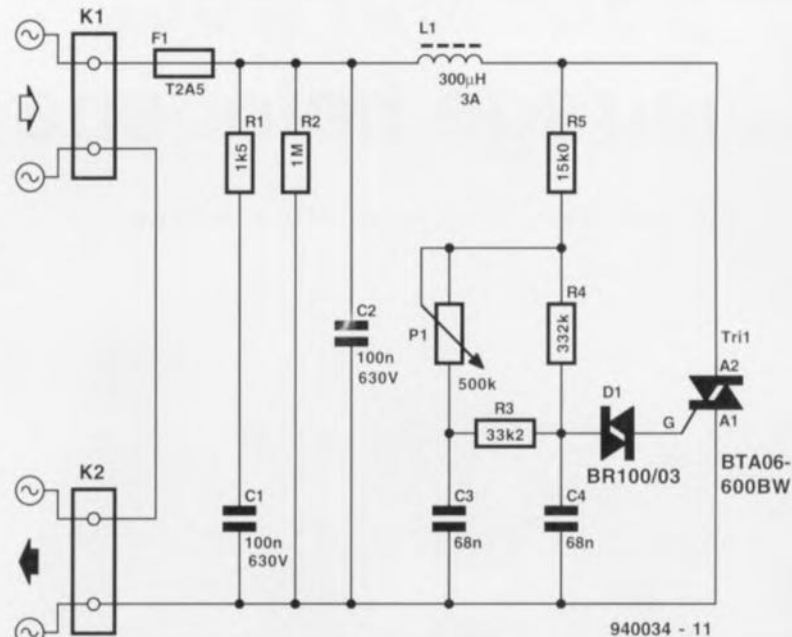 K1
F1
T2A5
L1
300µH
3A
R1
1k5
R2
1M
R5
15k0
C2
100n
630V
P1
500k
R4
332k
R3
33k2
D1
BR100/03
G
Tri1
A2
A1
BTA06-
600BW
K2
C1
100n
630V
C3
68n
C4
68n
940034 - 11